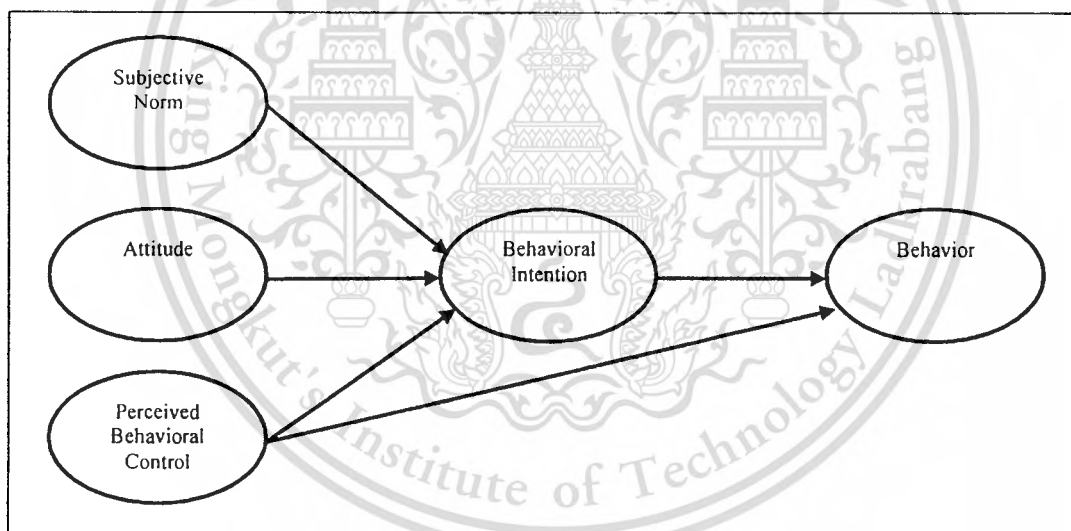 Subjective
Norm
Attitude
Behavioral
Intention
Behavior
Perceived
Behavioral
Control
King Mongkut's Institute of Technology Ladkrabang